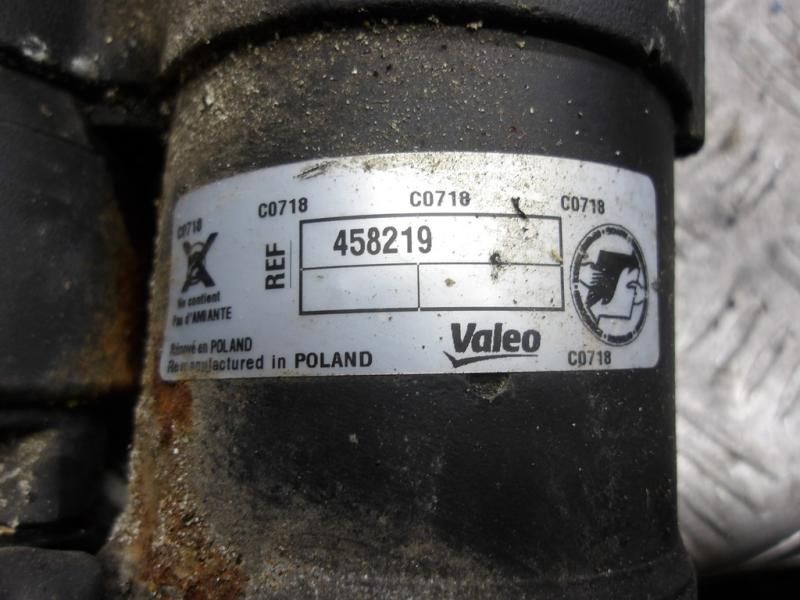 C0718 C0718 C0718
C0718
REF 458219
Ne contient
Pas d'AMIANTE
Rénové en POLAND
Remanufactured in POLAND
Valeo
C0718